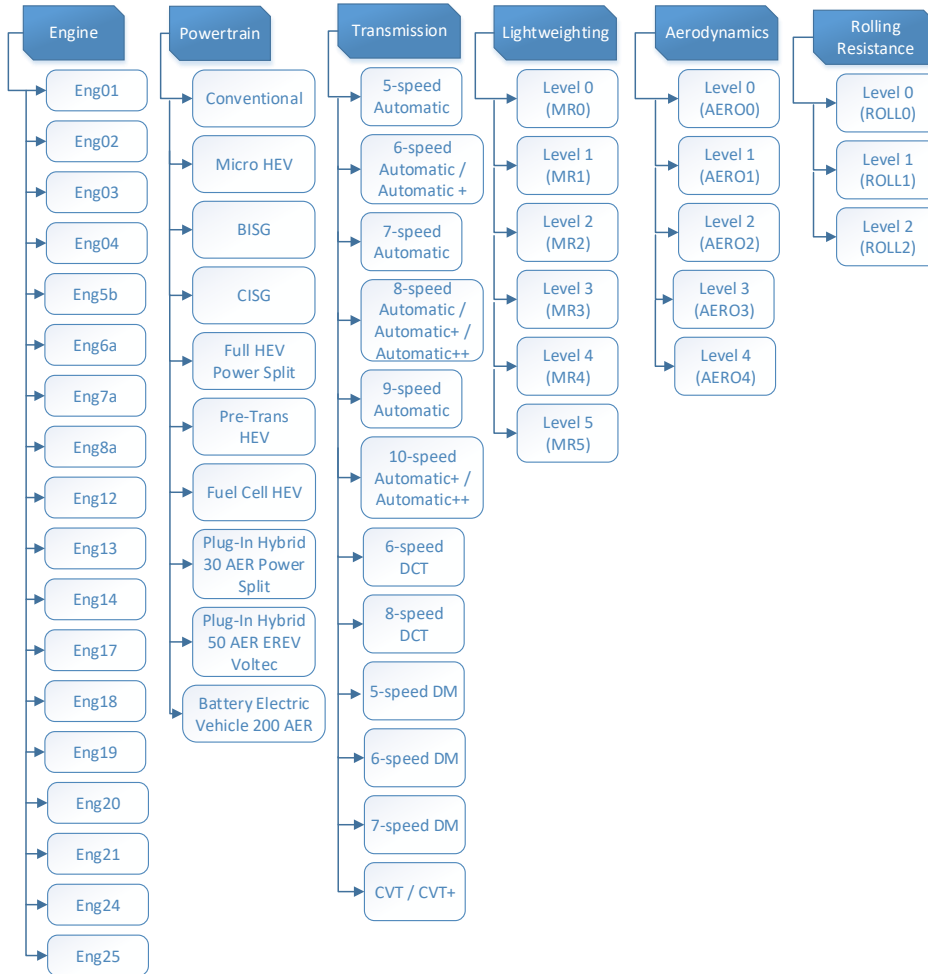 Engine
Eng01
Eng02
Eng03
Eng04
Eng5b
Eng6a
Eng7a
Eng8a
Eng12
Eng13
Eng14
Eng17
Eng18
Eng19
Eng20
Eng21
Eng24
Eng25
Powertrain
Conventional
Micro HEV
BISG
CISG
Full HEV
Power Split
Pre-Trans
HEV
Fuel Cell HEV
Plug-In Hybrid
30 AER Power
Split
Plug-In Hybrid
50 AER EREV
Voltec
Battery Electric
Vehicle 200 AER
Transmission
5-speed
Automatic
6-speed
Automatic /
Automatic +
7-speed
Automatic
8-speed
Automatic /
Automatic+ /
Automatic++
9-speed
Automatic
10-speed
Automatic+ /
Automatic++
6-speed
DCT
8-speed
DCT
5-speed DM
6-speed DM
7-speed DM
CVT / CVT+
Lightweighting
Level 0
(MR0)
Level 1
(MR1)
Level 2
(MR2)
Level 3
(MR3)
Level 4
(MR4)
Level 5
(MR5)
Aerodynamics
Level 0
(AERO0)
Level 1
(AERO1)
Level 2
(AERO2)
Level 3
(AERO3)
Level 4
(AERO4)
Rolling
Resistance
Level 0
(ROLL0)
Level 1
(ROLL1)
Level 2
(ROLL2)